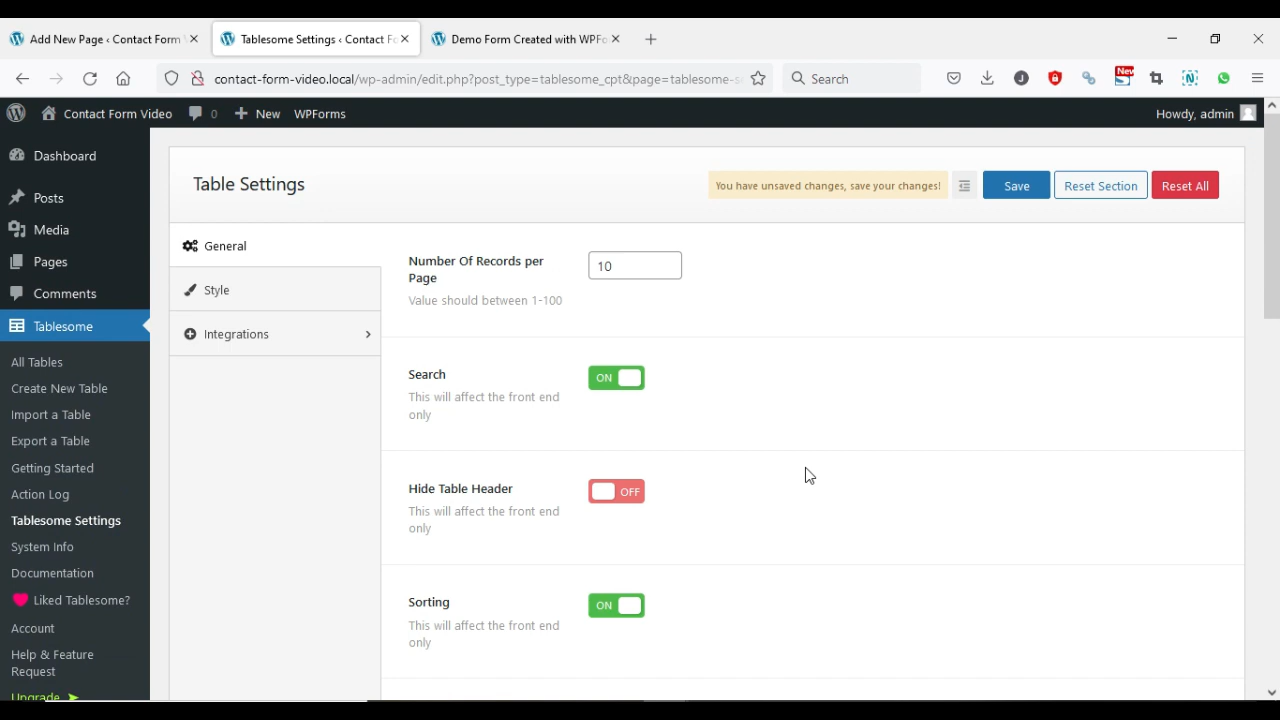 Add New Page ‹ Contact Form
Tablesome Settings ‹ Contact Fo
Demo Form Created with WPFo
contact-form-video.local/wp-admin/edit.php?post_type=tablesome_cpt&page=tablesome-s
Search
New
Contact Form Video
0
New
WPForms
Howdy, admin
Dashboard
Posts
Media
Pages
Comments
Tablesome
All Tables
Create New Table
Import a Table
Export a Table
Getting Started
Action Log
Tablesome Settings
System Info
Documentation
Liked Tablesome?
Account
Help & Feature
Request
Upgrade ➤
Table Settings
You have unsaved changes, save your changes!
Save
Reset Section
Reset All
General
Style
Integrations
Number Of Records per
Page
Value should between 1-100
10
Search
This will affect the front end
only
ON
Hide Table Header
This will affect the front end
only
OFF
Sorting
This will affect the front end
only
ON